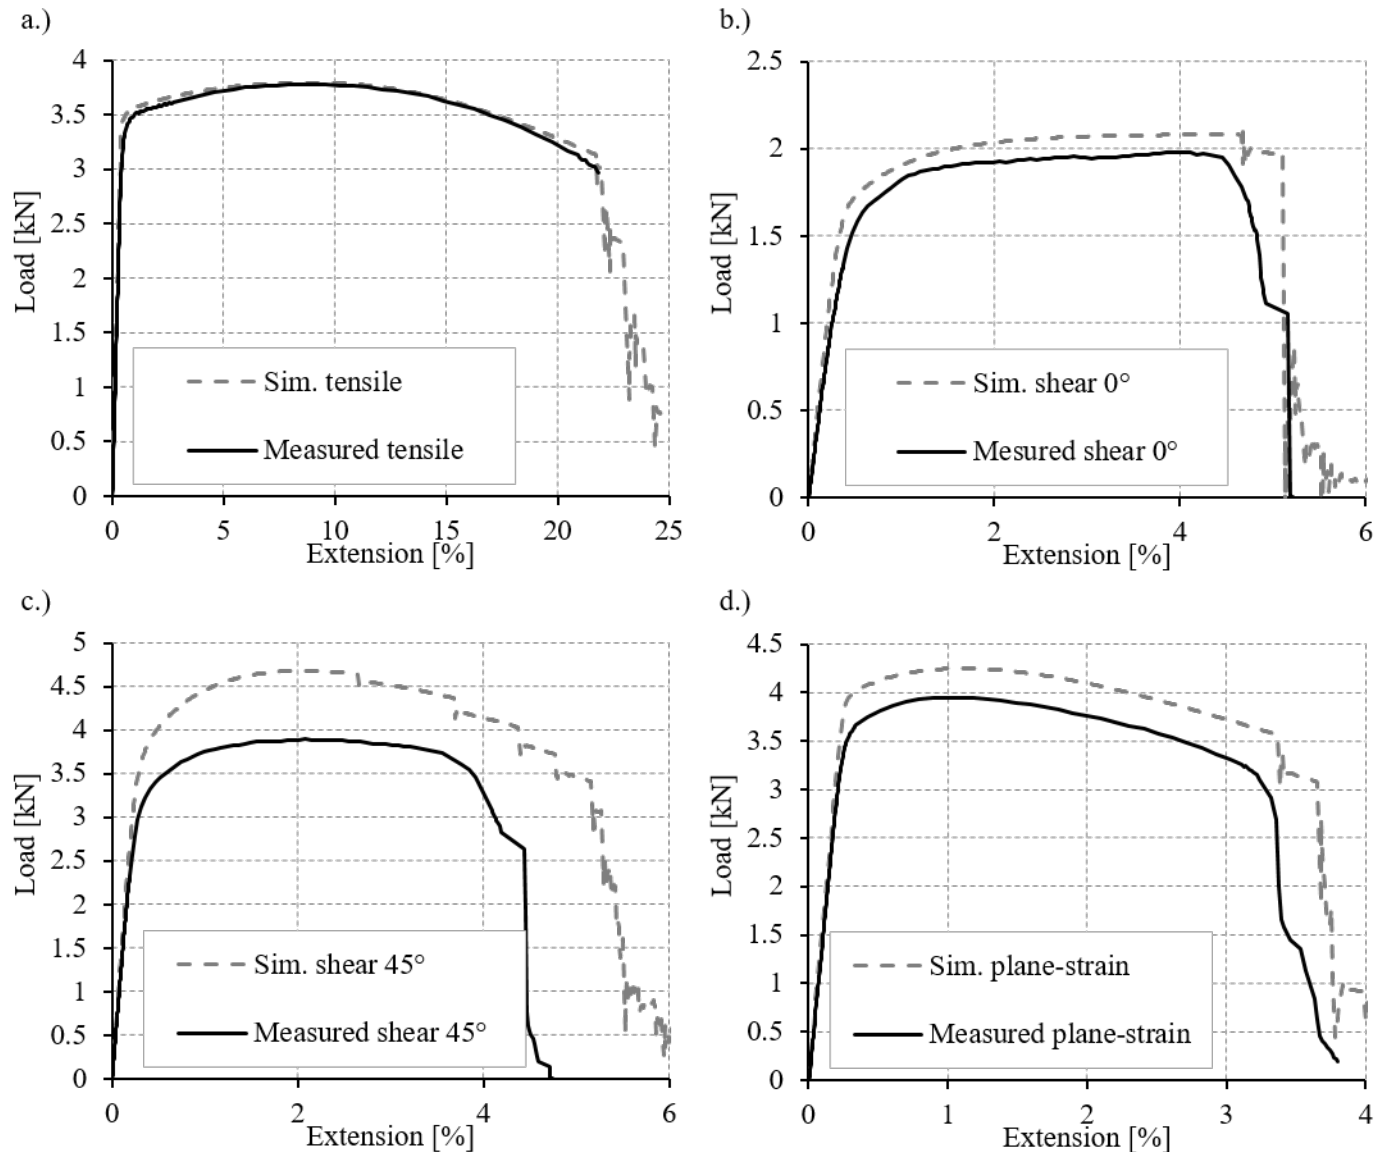 a.)
4
3.5
3
2.5
2
1.5
1
0.5
0
Load [kN]
Sim. tensile
Measured tensile
0 5 10 15 20 25
Extension [%]
b.)
2.5
2
1.5
1
0.5
0
Load [kN]
Sim. shear 0°
Mesured shear 0°
0 2 4 6
Extension [%]
c.)
5
4.5
4
3.5
3
2.5
2
1.5
1
0.5
0
Load [kN]
Sim. shear 45°
Measured shear 45°
0 2 4 6
Extension [%]
d.)
4.5
4
3.5
3
2.5
2
1.5
1
0.5
0
Load [kN]
Sim. plane-strain
Measured plane-strain
0 1 2 3 4
Extension [%]